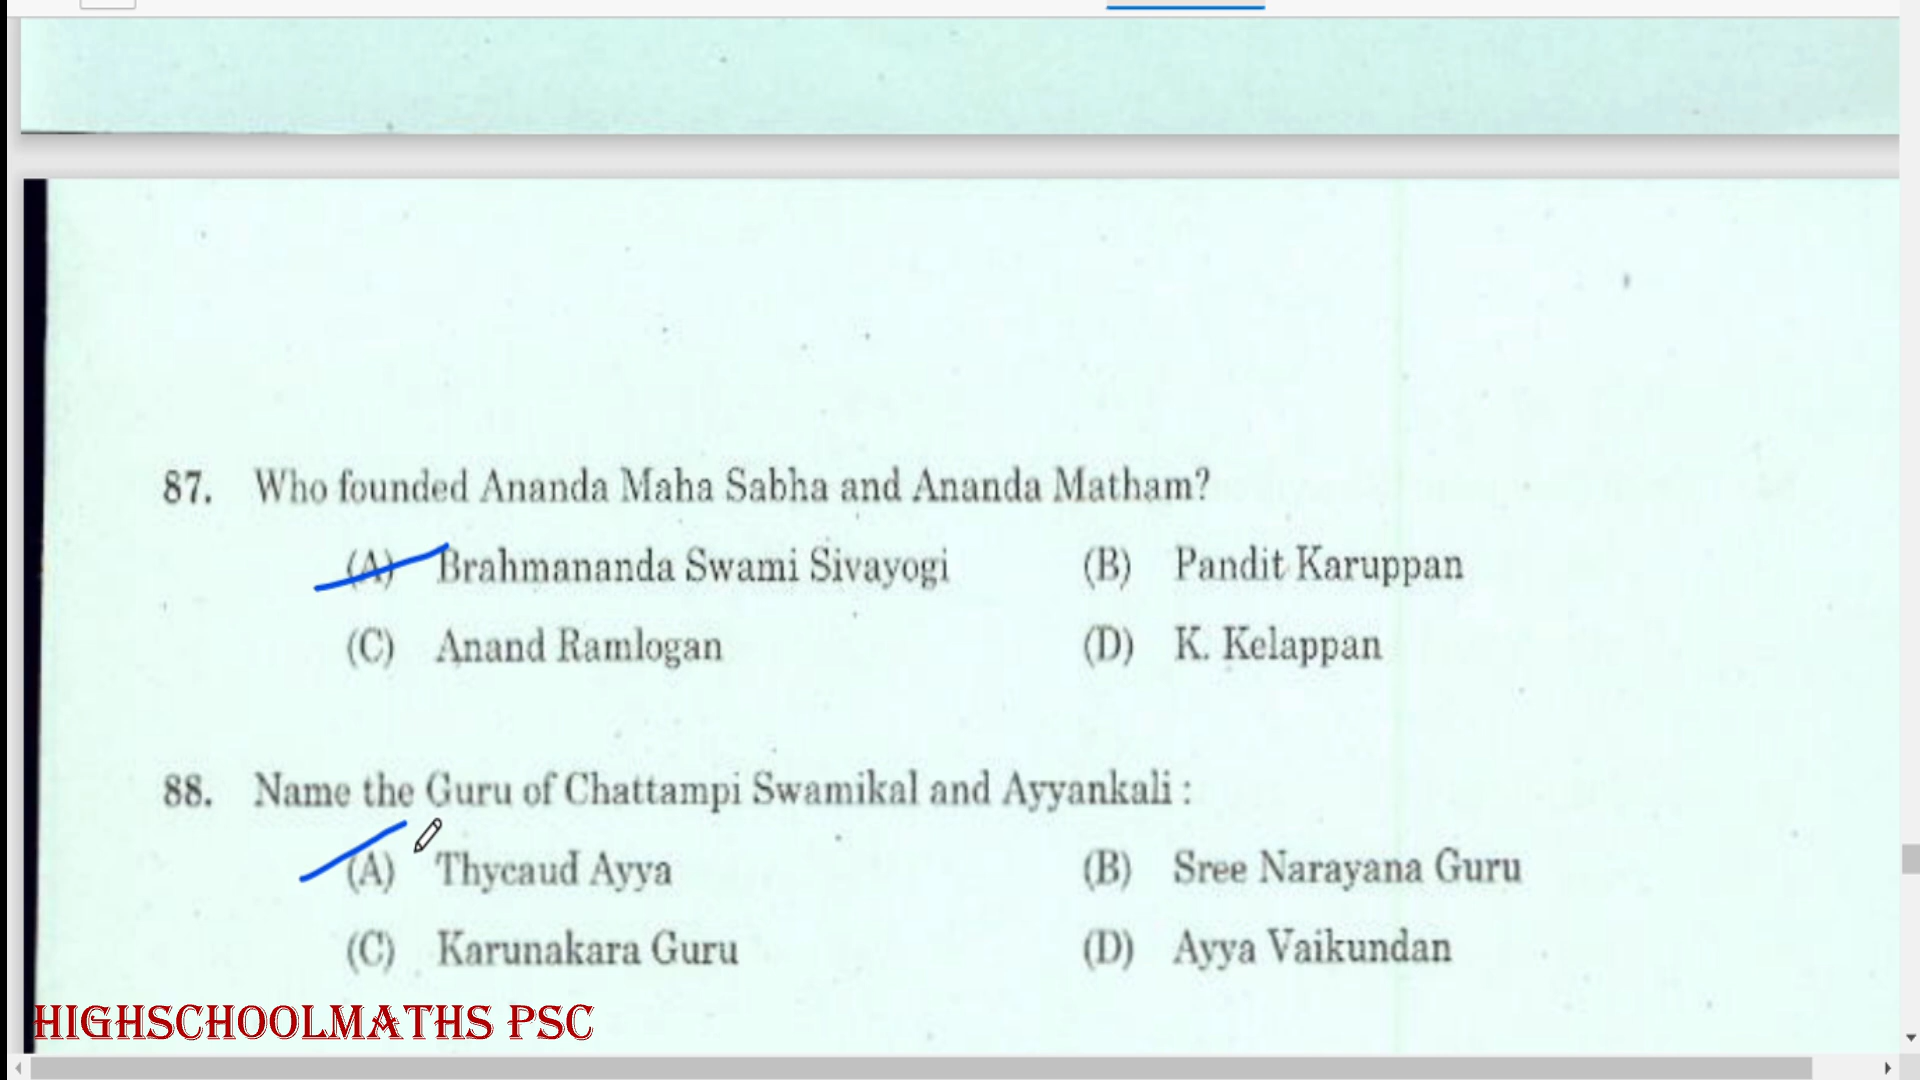 87. Who founded Ananda Maha Sabha and Ananda Matham?
(A) Brahmananda Swami Sivayogi (B) Pandit Karuppan
(C) Anand Ramlogan (D) K. Kelappan
88. Name the Guru of Chattampi Swamikal and Ayyankali :
(A) Thycaud Ayya (B) Sree Narayana Guru
(C) Karunakara Guru (D) Ayya Vaikundan
HIGHSCHOOLMATHS PSC